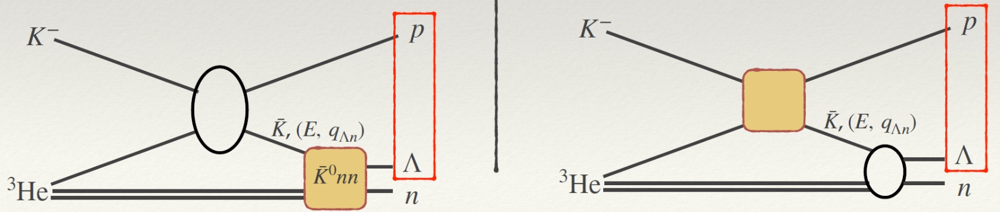 K⁻
p
K̄, (E, q_Λn)
K̄⁰nn
Λ
³He
n
K⁻
p
K̄, (E, q_Λn)
Λ
³He
n